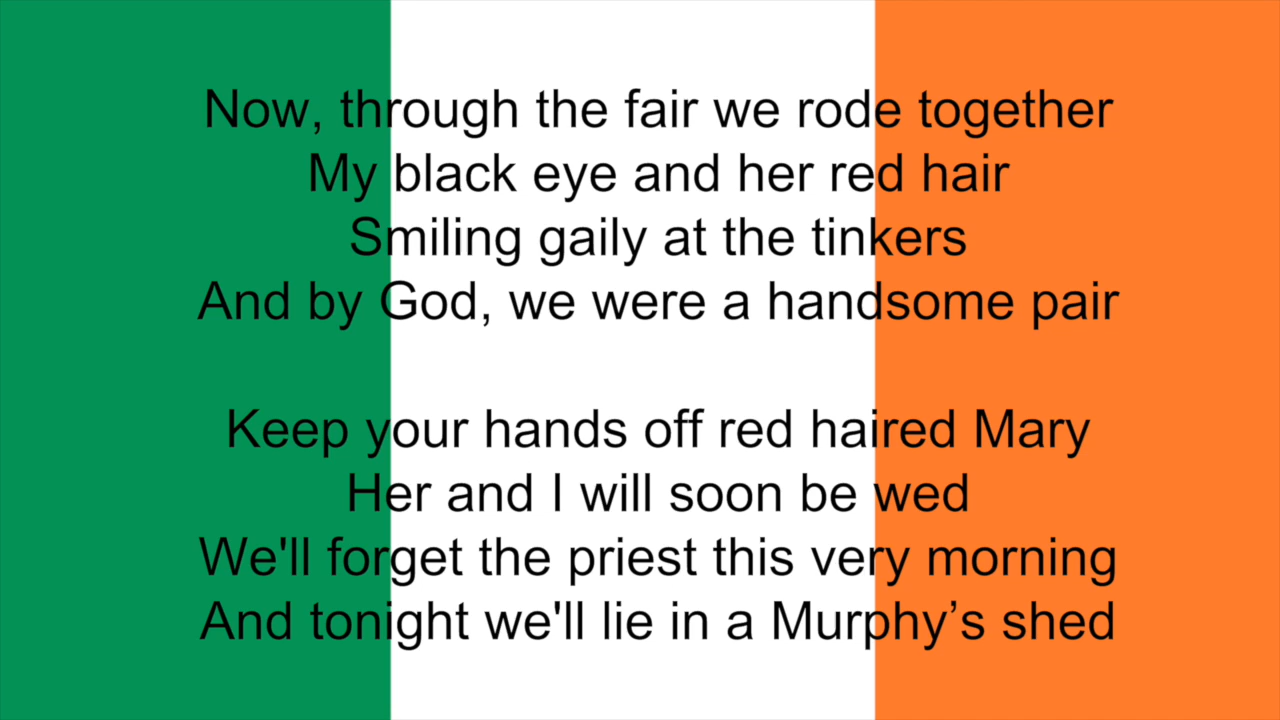 Now, through the fair we rode together
My black eye and her red hair
Smiling gaily at the tinkers
And by God, we were a handsome pair
Keep your hands off red haired Mary
Her and I will soon be wed
We'll forget the priest this very morning
And tonight we'll lie in a Murphy’s shed